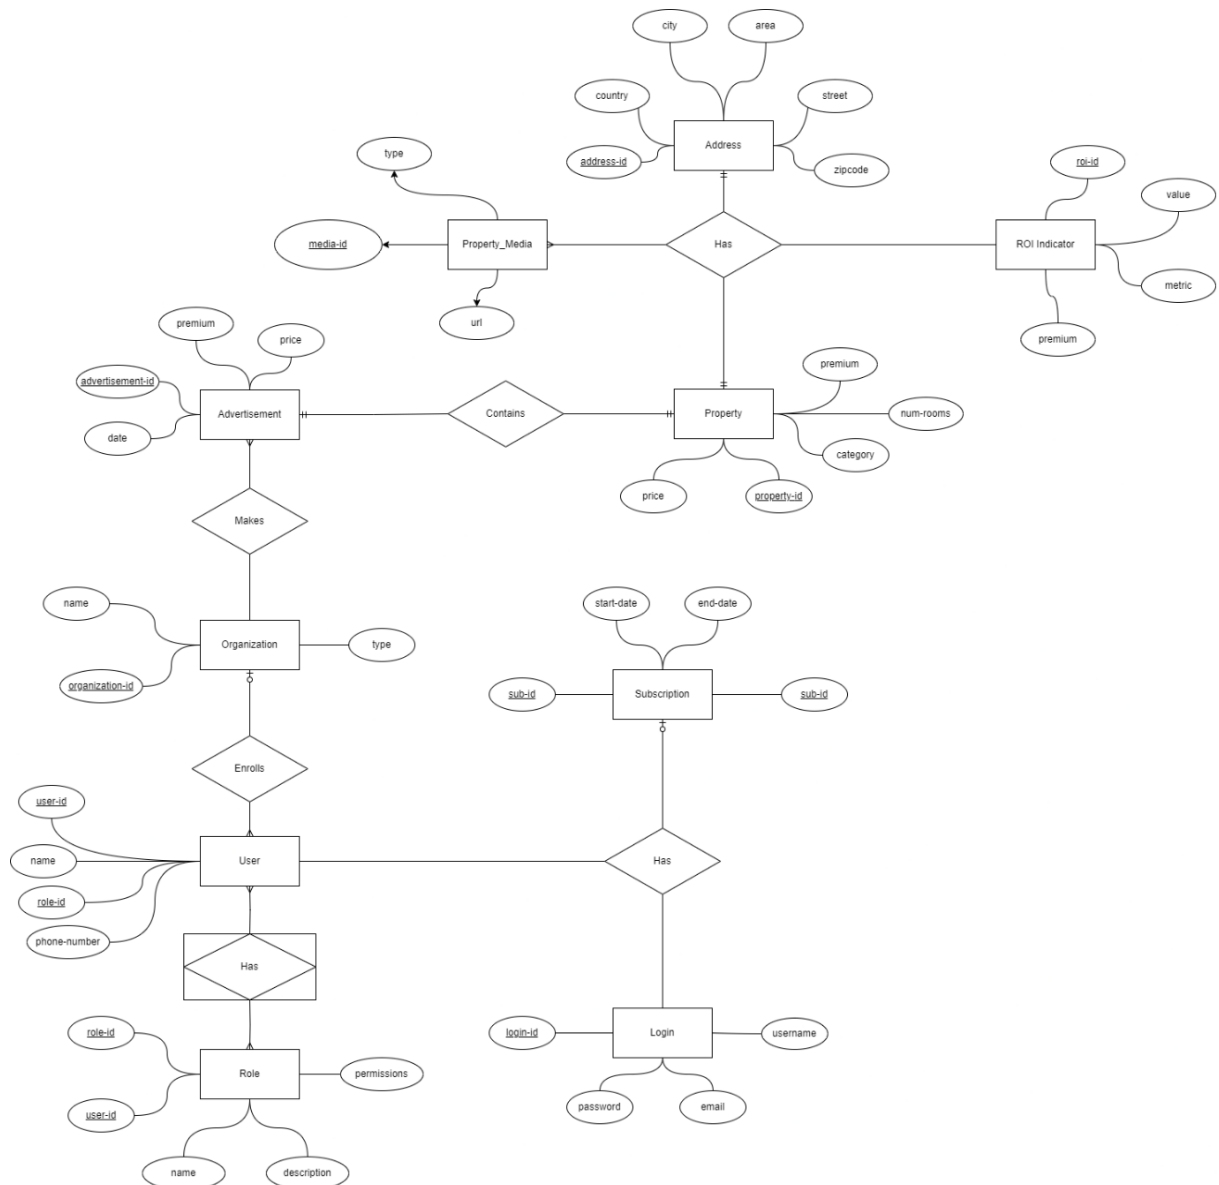 city
area
country
street
Address
type
address-id
roi-id
zipcode
value
media-id
Property_Media
Has
ROI Indicator
metric
url
premium
price
premium
premium
advertisement-id
Advertisement
Contains
Property
num-rooms
date
category
price
property-id
Makes
name
start-date
end-date
Organization
type
organization-id
sub-id
Subscription
sub-id
Enrolls
user-id
name
User
Has
role-id
phone-number
Has
role-id
login-id
Login
username
Role
permissions
user-id
password
email
name
description